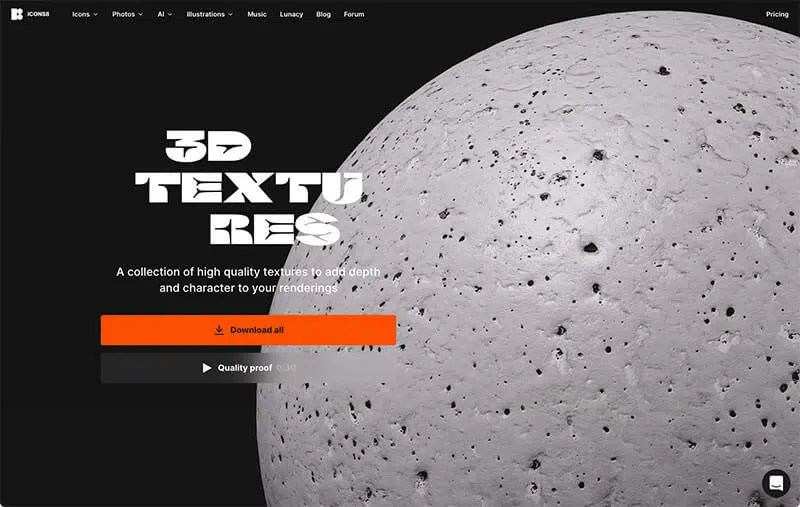 ICONS8 Icons Photos AI Illustrations Music Lunacy Blog Forum Pricing
3D
TEXTU
RES
A collection of high quality textures to add depth
and character to your renderings
Download all
Quality proof 0:30